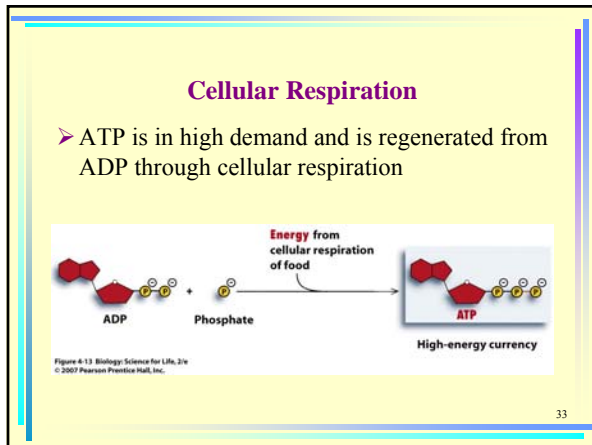 Cellular Respiration
➢ ATP is in high demand and is regenerated from
ADP through cellular respiration
Energy from
cellular respiration
of food
P P
+
P
P P P
ADP
Phosphate
ATP
High-energy currency
Figure 4-13 Biology: Science for Life, 2/e
© 2007 Pearson Prentice Hall, Inc.
33